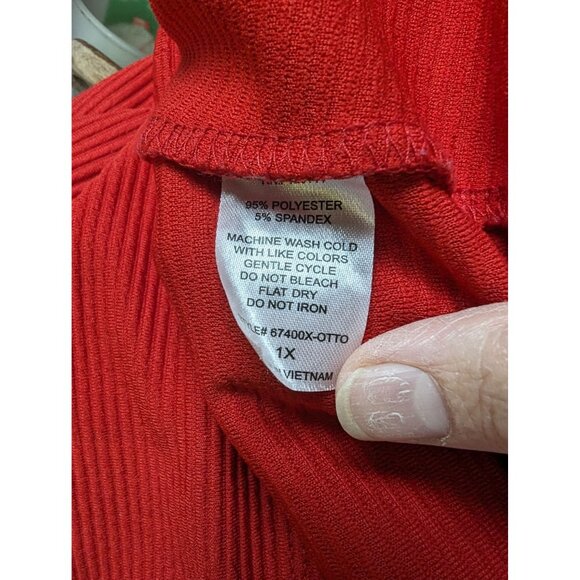 95% POLYESTER
5% SPANDEX
MACHINE WASH COLD
WITH LIKE COLORS
GENTLE CYCLE
DO NOT BLEACH
FLAT DRY
DO NOT IRON
67400X-OTTO
1X
VIETNAM